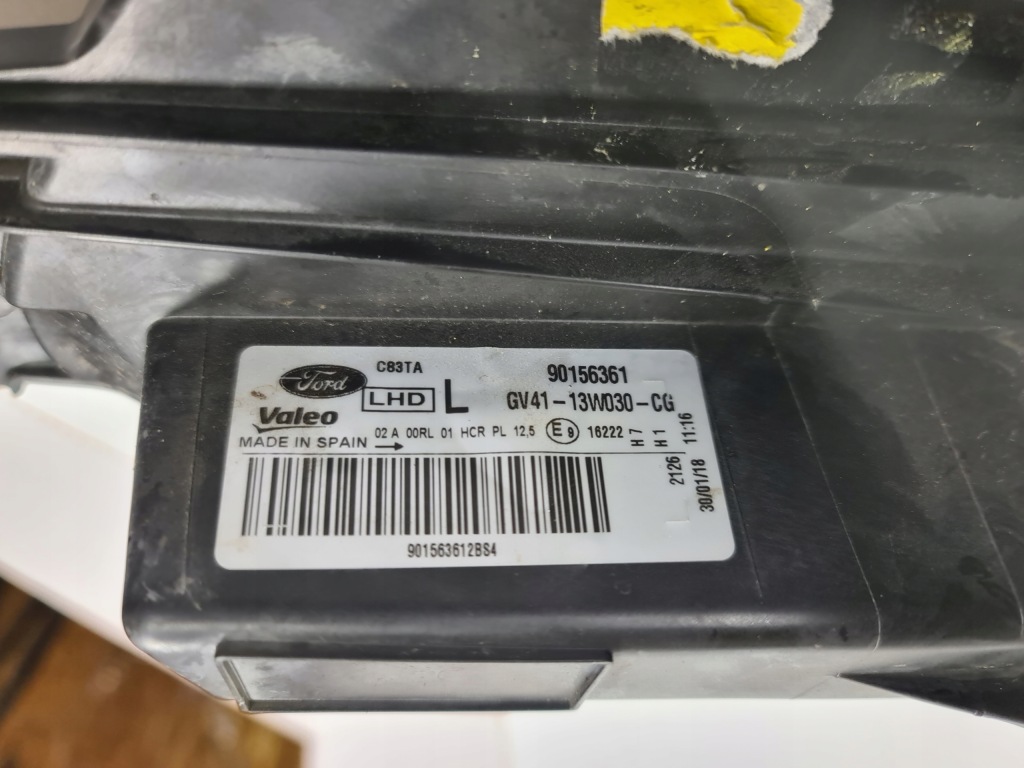 Ford
C83TA
90156361
LHD L
GV41-13W030-CG
Valeo
MADE IN SPAIN
02 A 00RL 01 HCR PL 12,5 E9 16222
H7
H1
2126
11:16
30/01/18
901563612BS4